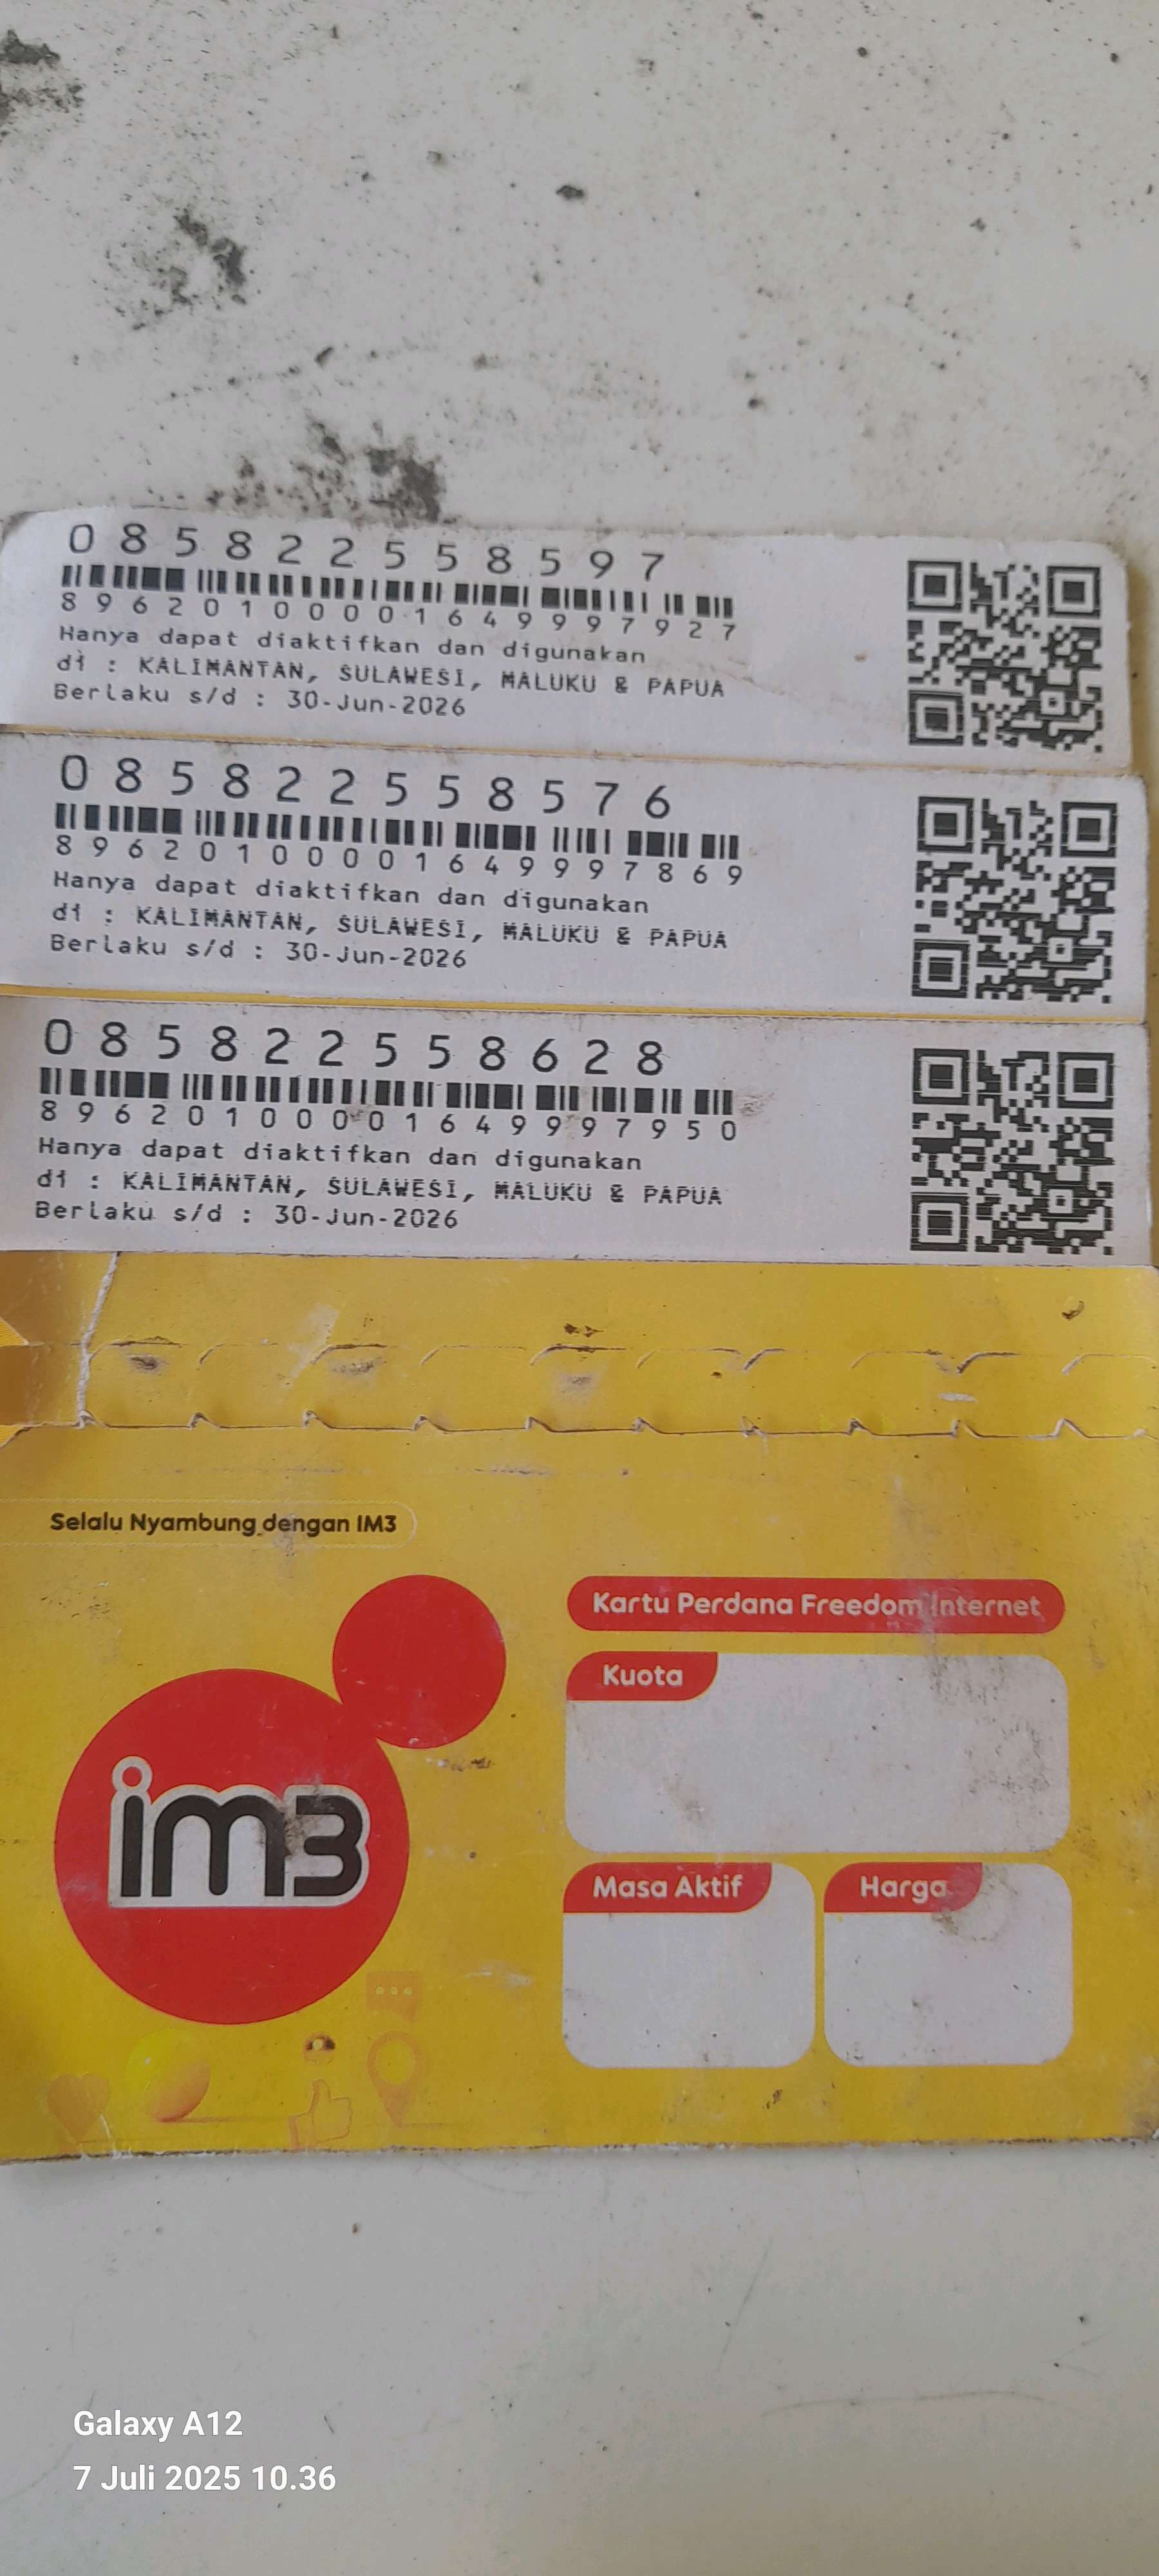 085822558597
89620100001649997927
Hanya dapat diaktifkan dan digunakan
di : KALIMANTAN, SULAWESI, MALUKU & PAPUA
Berlaku s/d : 30-Jun-2026
085822558576
89620100001649997869
Hanya dapat diaktifkan dan digunakan
di : KALIMANTAN, SULAWESI, MALUKU & PAPUA
Berlaku s/d : 30-Jun-2026
085822558628
89620100001649997950
Hanya dapat diaktifkan dan digunakan
di : KALIMANTAN, SULAWESI, MALUKU & PAPUA
Berlaku s/d : 30-Jun-2026
Selalu Nyambung dengan IM3
Kartu Perdana Freedom Internet
Kuota
im3
Masa Aktif
Harga
Galaxy A12
7 Juli 2025 10.36